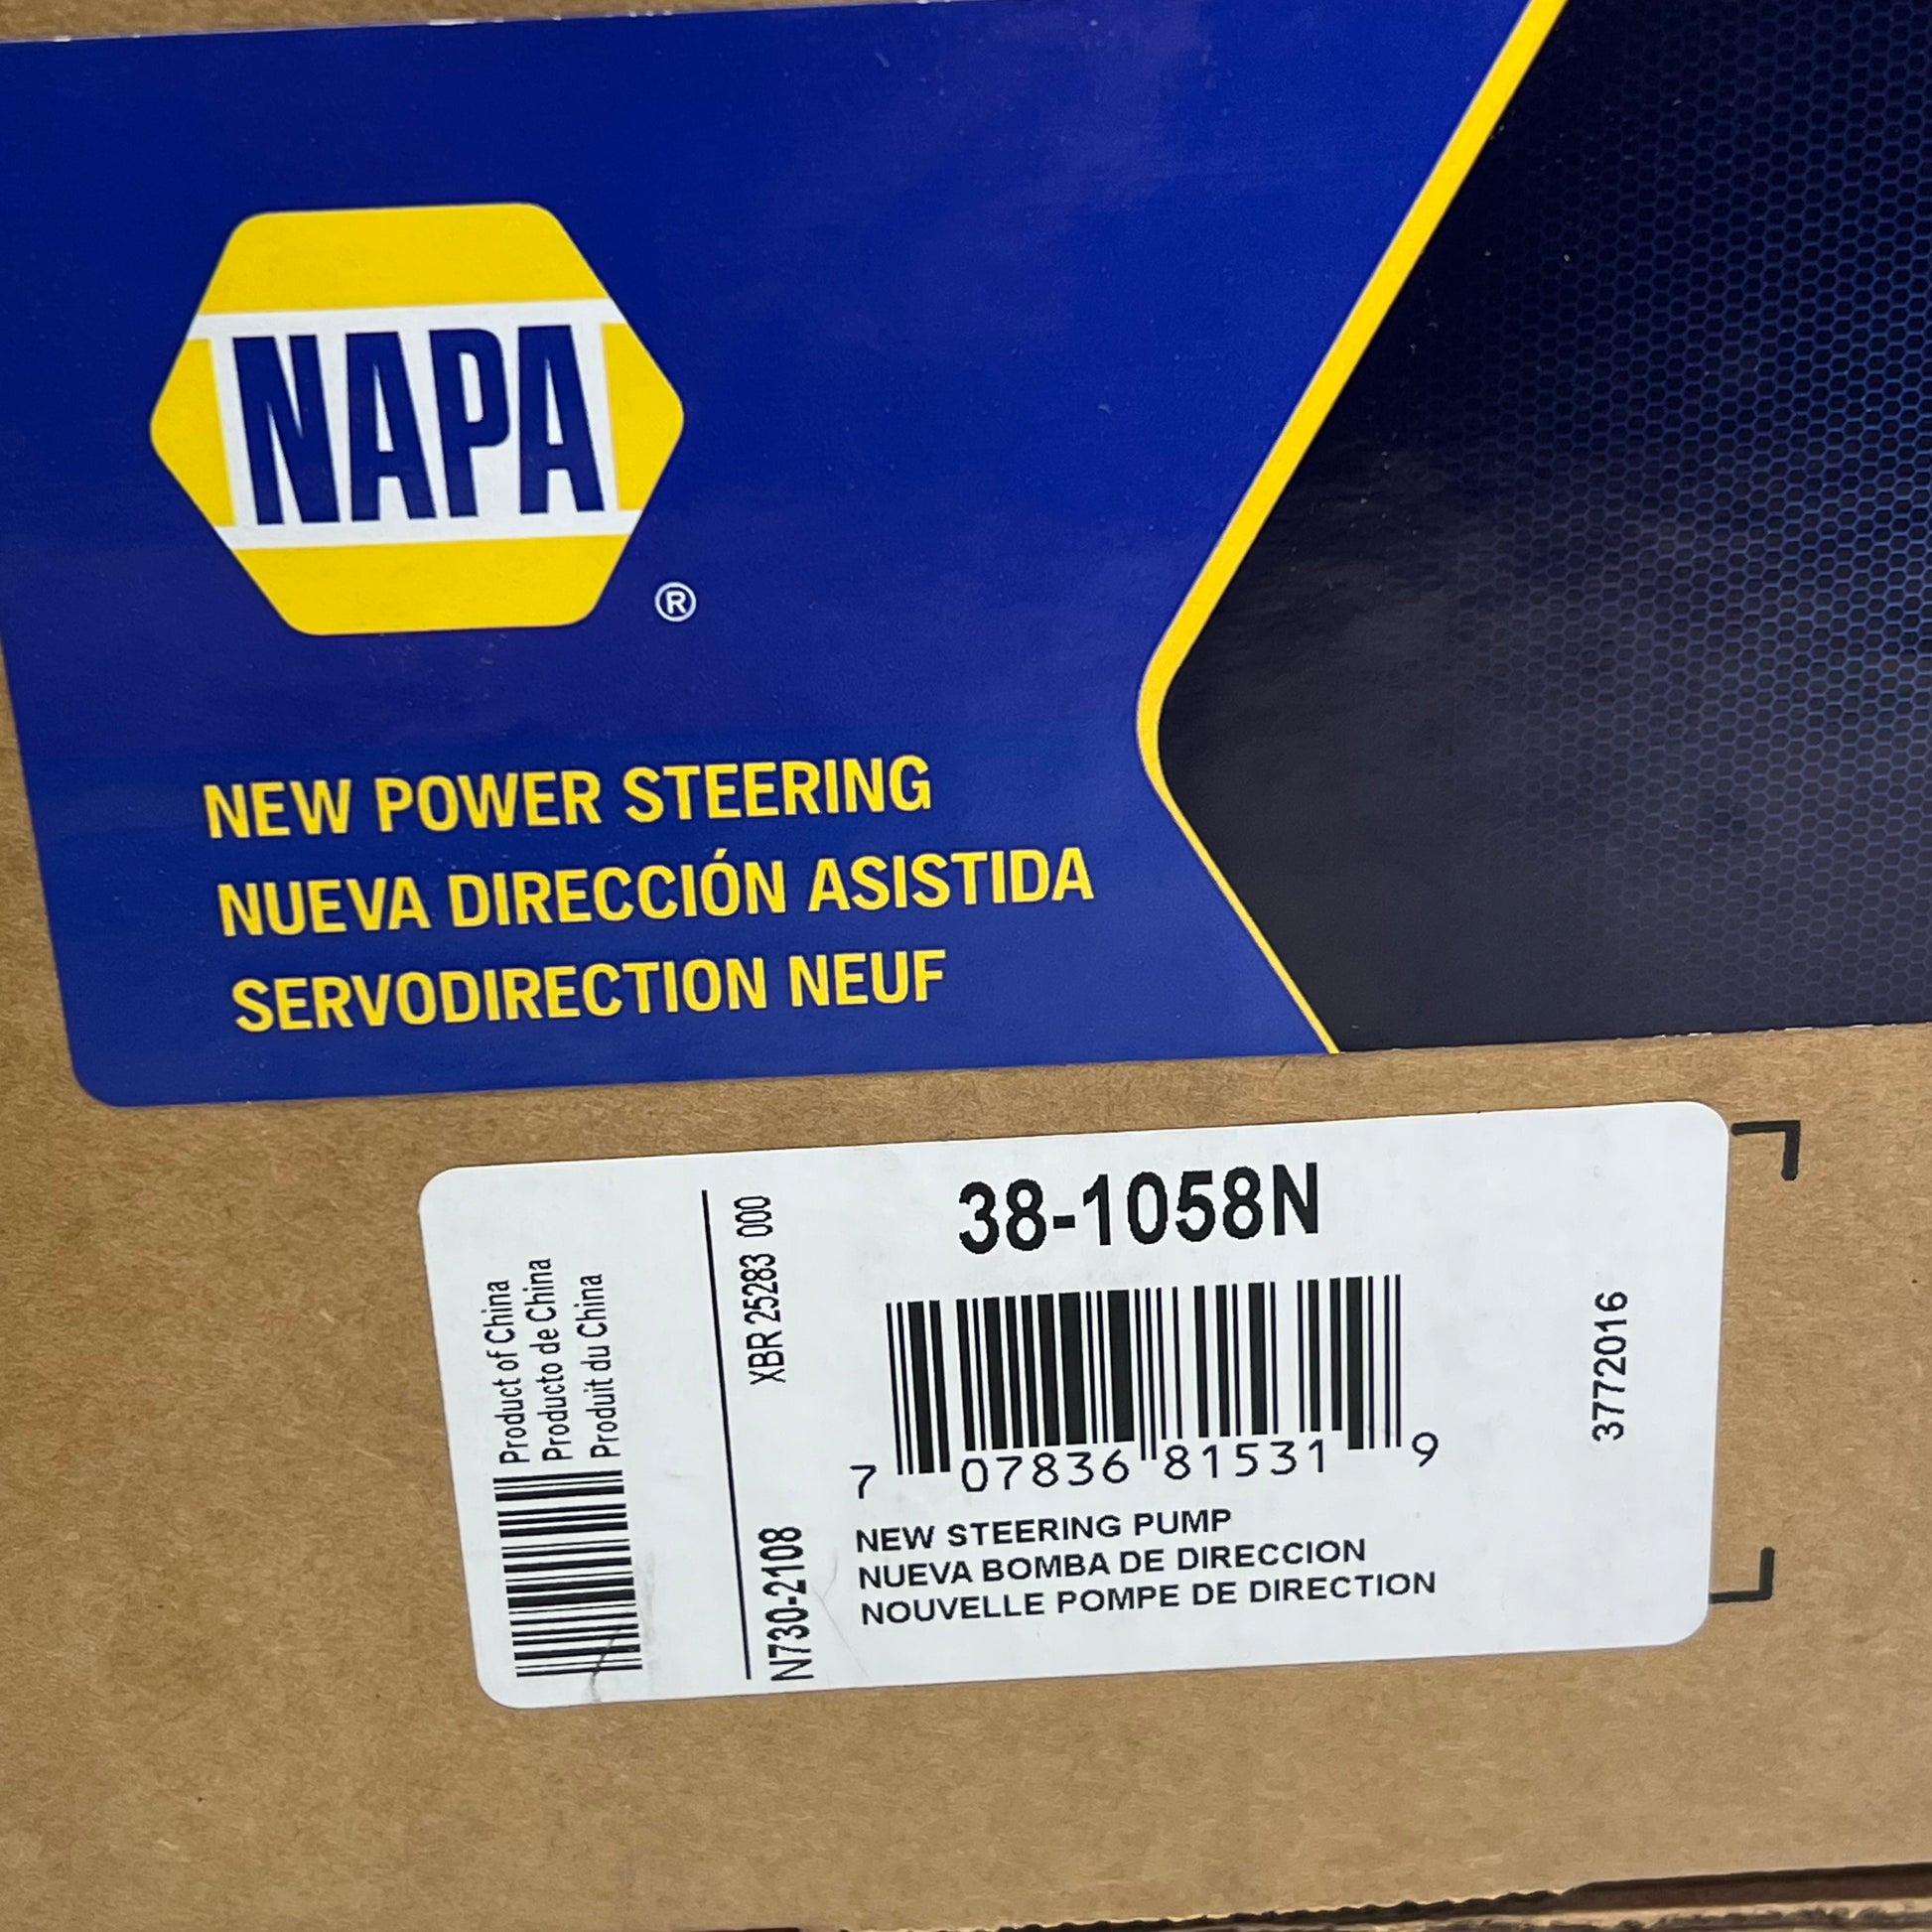 NAPA
®
NEW POWER STEERING
NUEVA DIRECCIÓN ASISTIDA
SERVODIRECTION NEUF
Product of China
Producto de China
Produit du China
XBR 25283 000
N730-2108
38-1058N
7 07836 81531 9
NEW STEERING PUMP
NUEVA BOMBA DE DIRECCION
NOUVELLE POMPE DE DIRECTION
3772016